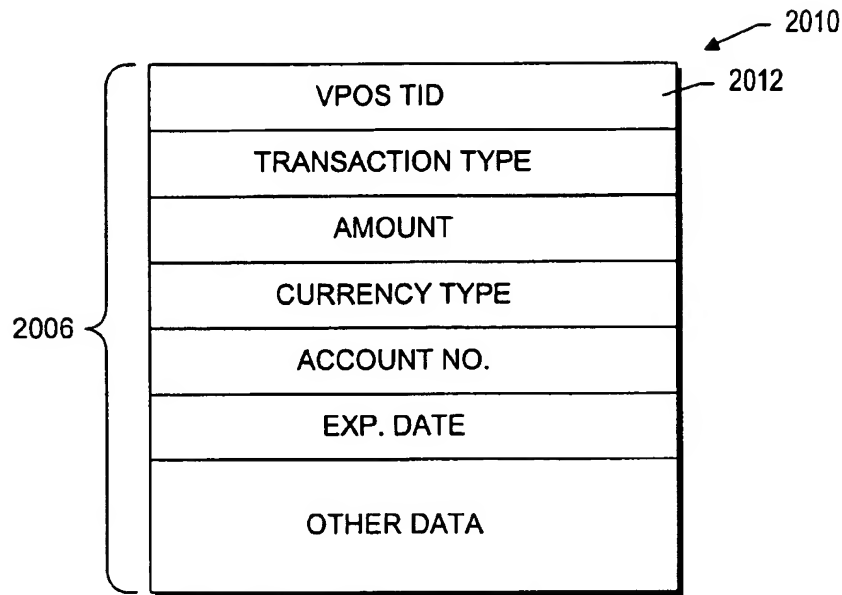 2010
VPOS TID
2012
TRANSACTION TYPE
AMOUNT
CURRENCY TYPE
2006
ACCOUNT NO.
EXP. DATE
OTHER DATA